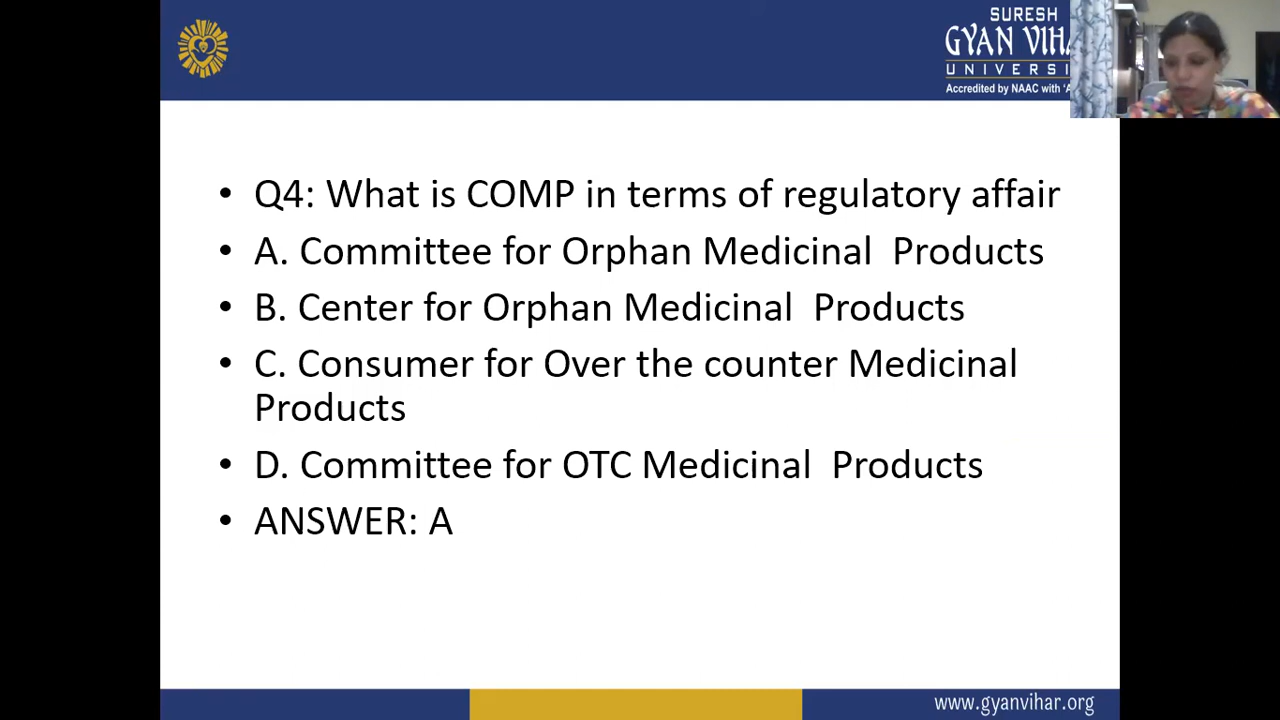 SURESH
GYAN VIHA
UNIVERSI
Accredited by NAAC with 'A
• Q4: What is COMP in terms of regulatory affair
• A. Committee for Orphan Medicinal  Products
• B. Center for Orphan Medicinal  Products
• C. Consumer for Over the counter Medicinal
Products
• D. Committee for OTC Medicinal  Products
• ANSWER: A
www.gyanvihar.org